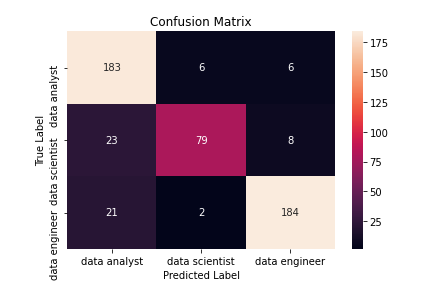 Confusion Matrix
True Label
data analyst
183 6 6
data scientist
23 79 8
data engineer
21 2 184
data analyst data scientist data engineer
Predicted Label
175
150
125
100
75
50
25